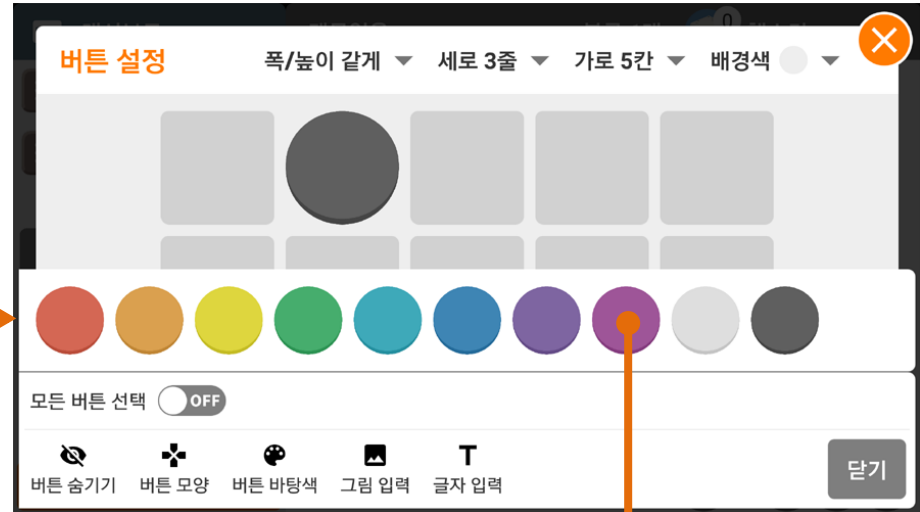 버튼 설정 폭/높이 같게 세로 3줄 가로 5칸 배경색
모든 버튼 선택 OFF
버튼 숨기기 버튼 모양 버튼 바탕색 그림 입력 글자 입력
닫기